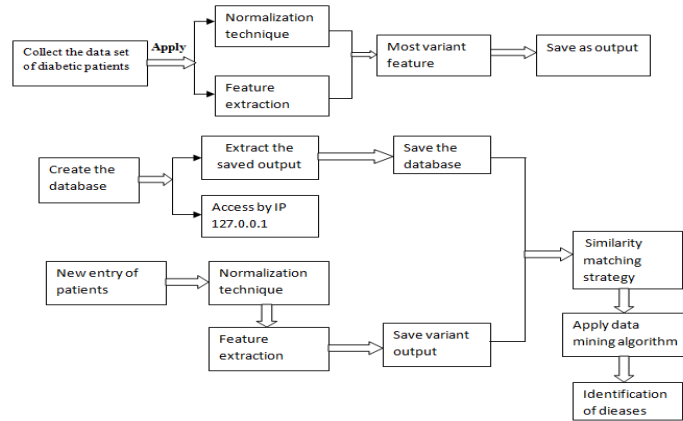 Collect the data set
of diabetic patients
Apply
Normalization
technique
Feature
extraction
Most variant
feature
Save as output
Create the
database
Extract the
saved output
Access by IP
127.0.0.1
Save the
database
New entry of
patients
Normalization
technique
Feature
extraction
Save variant
output
Similarity
matching
strategy
Apply data
mining algorithm
Identification
of dieases